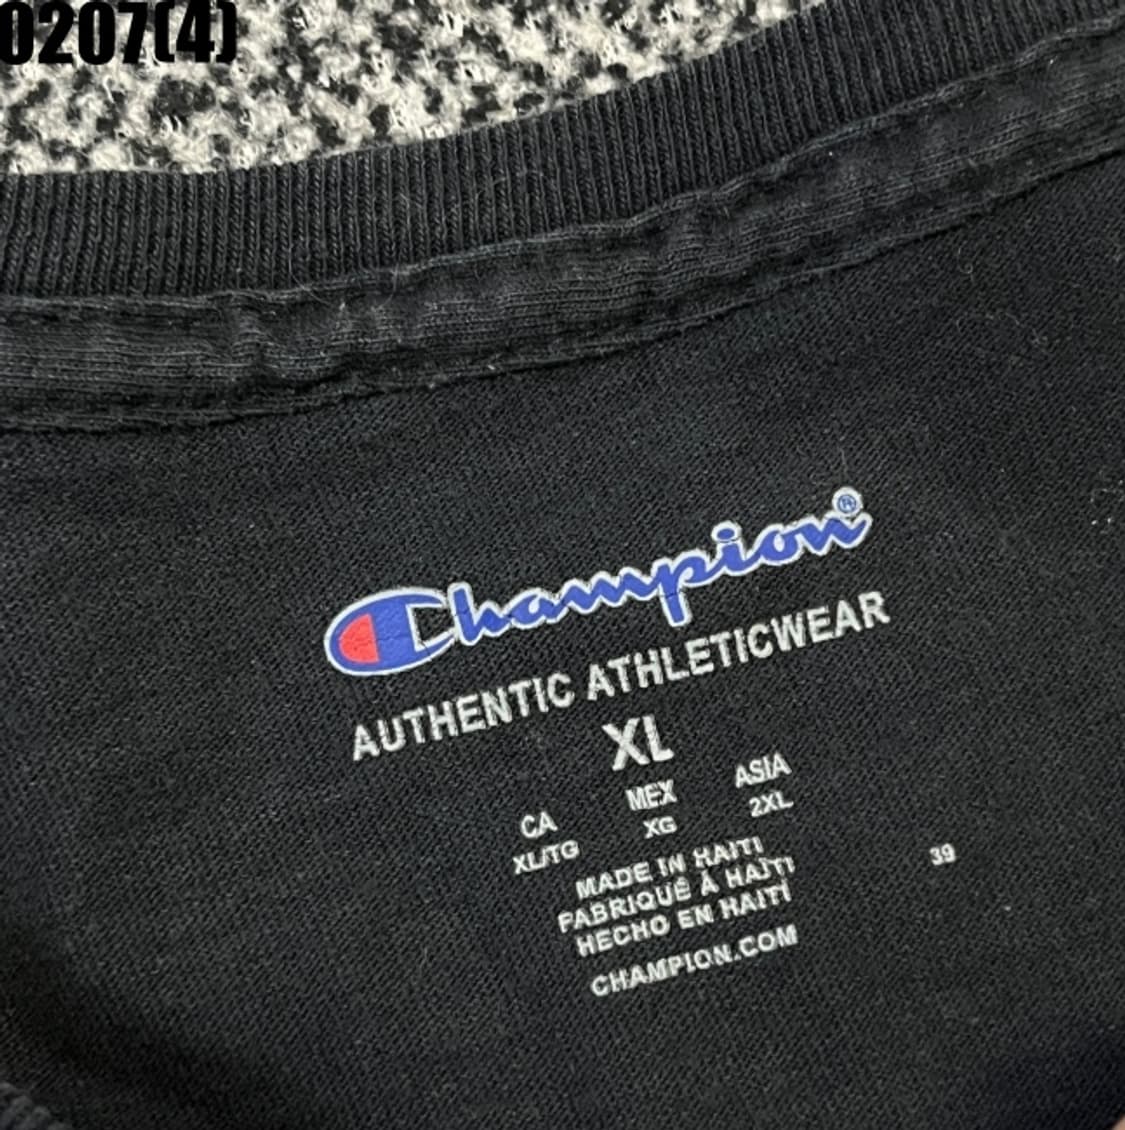 0207(4)
Champion®
AUTHENTIC ATHLETICWEAR
XL
CA MEX ASIA
XL/TG XG 2XL
MADE IN HAITI
FABRIQUÉ À HAÏTI
HECHO EN HAITÍ
39
CHAMPION.COM